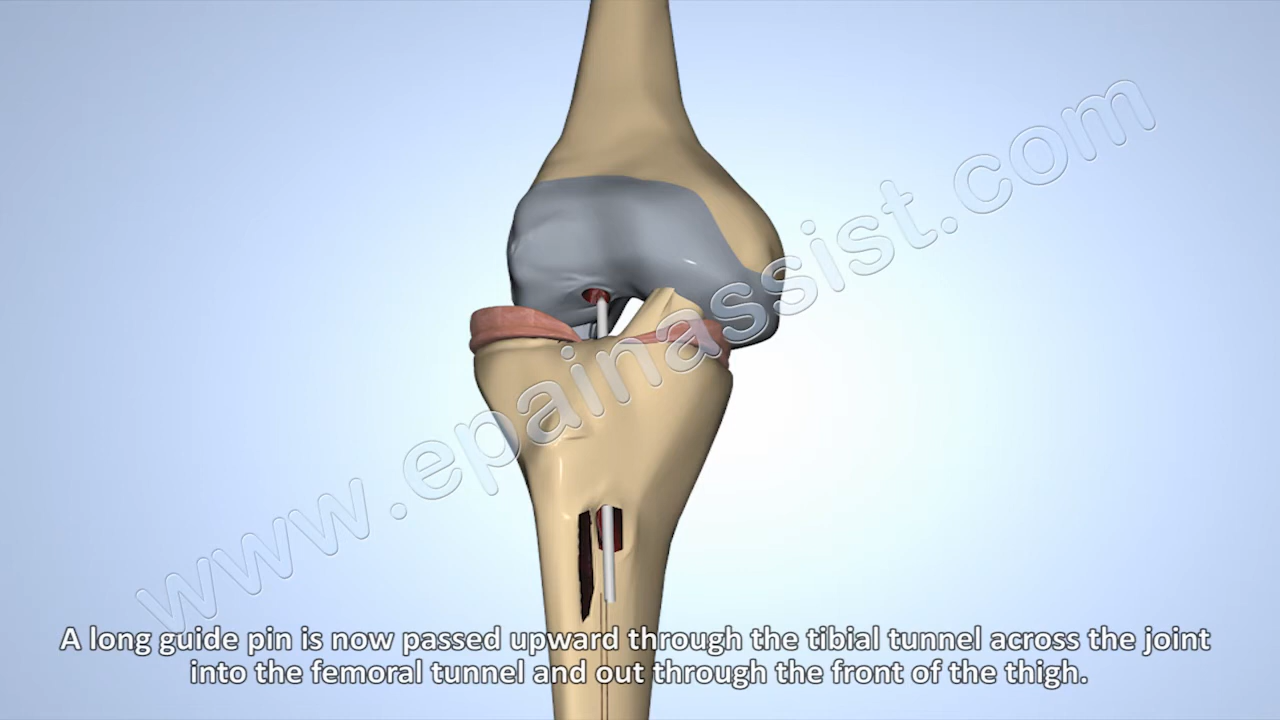 www.epainassist.com
A long guide pin is now passed upward through the tibial tunnel across the joint
into the femoral tunnel and out through the front of the thigh.